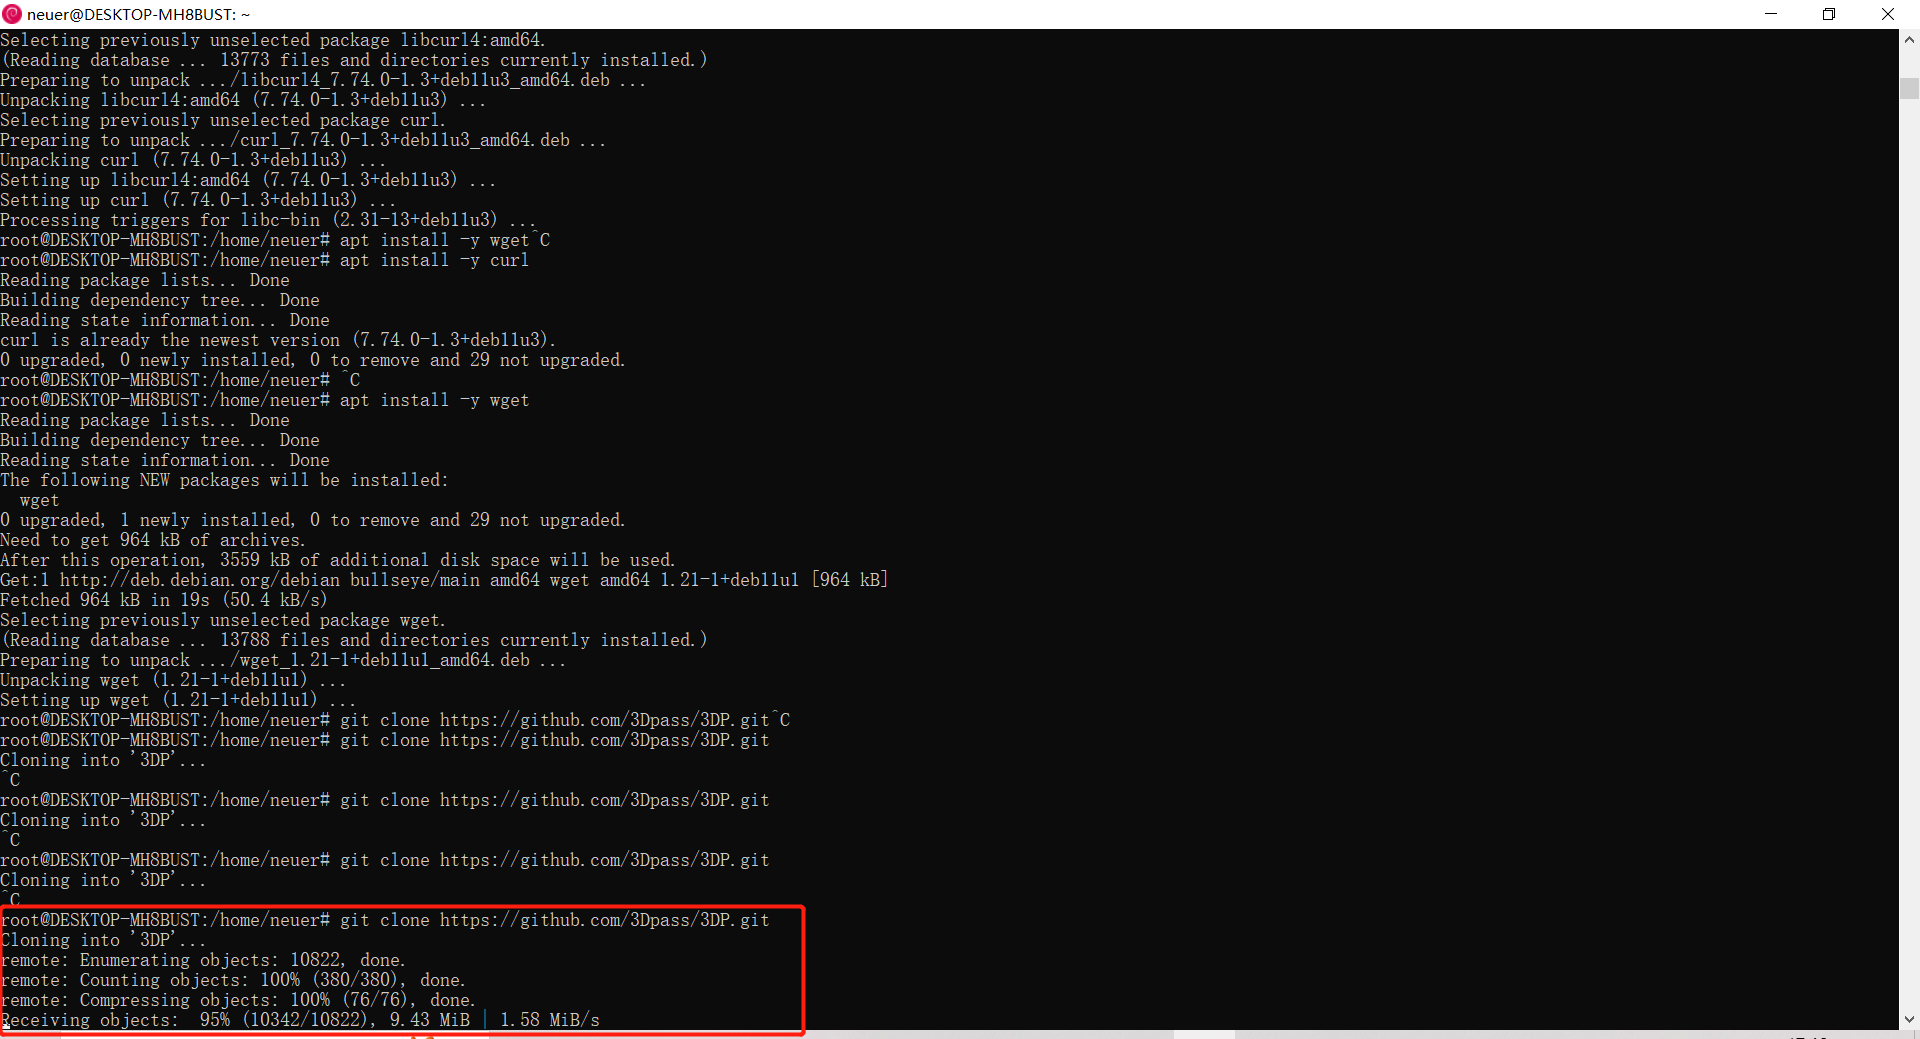 neuer@DESKTOP-MH8BUST: ~
Selecting previously unselected package libcurl4:amd64.
(Reading database ... 13773 files and directories currently installed.)
Preparing to unpack .../libcurl4_7.74.0-1.3+deb11u3_amd64.deb ...
Unpacking libcurl4:amd64 (7.74.0-1.3+deb11u3) ...
Selecting previously unselected package curl.
Preparing to unpack .../curl_7.74.0-1.3+deb11u3_amd64.deb ...
Unpacking curl (7.74.0-1.3+deb11u3) ...
Setting up libcurl4:amd64 (7.74.0-1.3+deb11u3) ...
Setting up curl (7.74.0-1.3+deb11u3) ...
Processing triggers for libc-bin (2.31-13+deb11u3) ...
root@DESKTOP-MH8BUST:/home/neuer# apt install -y wget^C
root@DESKTOP-MH8BUST:/home/neuer# apt install -y curl
Reading package lists... Done
Building dependency tree... Done
Reading state information... Done
curl is already the newest version (7.74.0-1.3+deb11u3).
0 upgraded, 0 newly installed, 0 to remove and 29 not upgraded.
root@DESKTOP-MH8BUST:/home/neuer# ^C
root@DESKTOP-MH8BUST:/home/neuer# apt install -y wget
Reading package lists... Done
Building dependency tree... Done
Reading state information... Done
The following NEW packages will be installed:
  wget
0 upgraded, 1 newly installed, 0 to remove and 29 not upgraded.
Need to get 964 kB of archives.
After this operation, 3559 kB of additional disk space will be used.
Get:1 http://deb.debian.org/debian bullseye/main amd64 wget amd64 1.21-1+deb11u1 [964 kB]
Fetched 964 kB in 19s (50.4 kB/s)
Selecting previously unselected package wget.
(Reading database ... 13788 files and directories currently installed.)
Preparing to unpack .../wget_1.21-1+deb11u1_amd64.deb ...
Unpacking wget (1.21-1+deb11u1) ...
Setting up wget (1.21-1+deb11u1) ...
root@DESKTOP-MH8BUST:/home/neuer# git clone https://github.com/3Dpass/3DP.git^C
root@DESKTOP-MH8BUST:/home/neuer# git clone https://github.com/3Dpass/3DP.git
Cloning into '3DP'...
^C
root@DESKTOP-MH8BUST:/home/neuer# git clone https://github.com/3Dpass/3DP.git
Cloning into '3DP'...
^C
root@DESKTOP-MH8BUST:/home/neuer# git clone https://github.com/3Dpass/3DP.git
Cloning into '3DP'...
^C
root@DESKTOP-MH8BUST:/home/neuer# git clone https://github.com/3Dpass/3DP.git
Cloning into '3DP'...
remote: Enumerating objects: 10822, done.
remote: Counting objects: 100% (380/380), done.
remote: Compressing objects: 100% (76/76), done.
Receiving objects:  95% (10342/10822), 9.43 MiB | 1.58 MiB/s